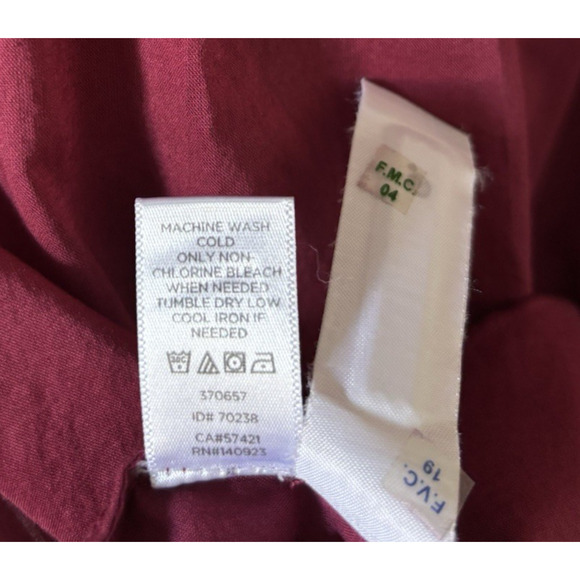 MACHINE WASH
COLD
ONLY NON-
CHLORINE BLEACH
WHEN NEEDED
TUMBLE DRY LOW
COOL IRON IF
NEEDED
30C
370657
ID# 70238
CA#57421
RN#140923
F.M.C.
04
F.V.C.
19